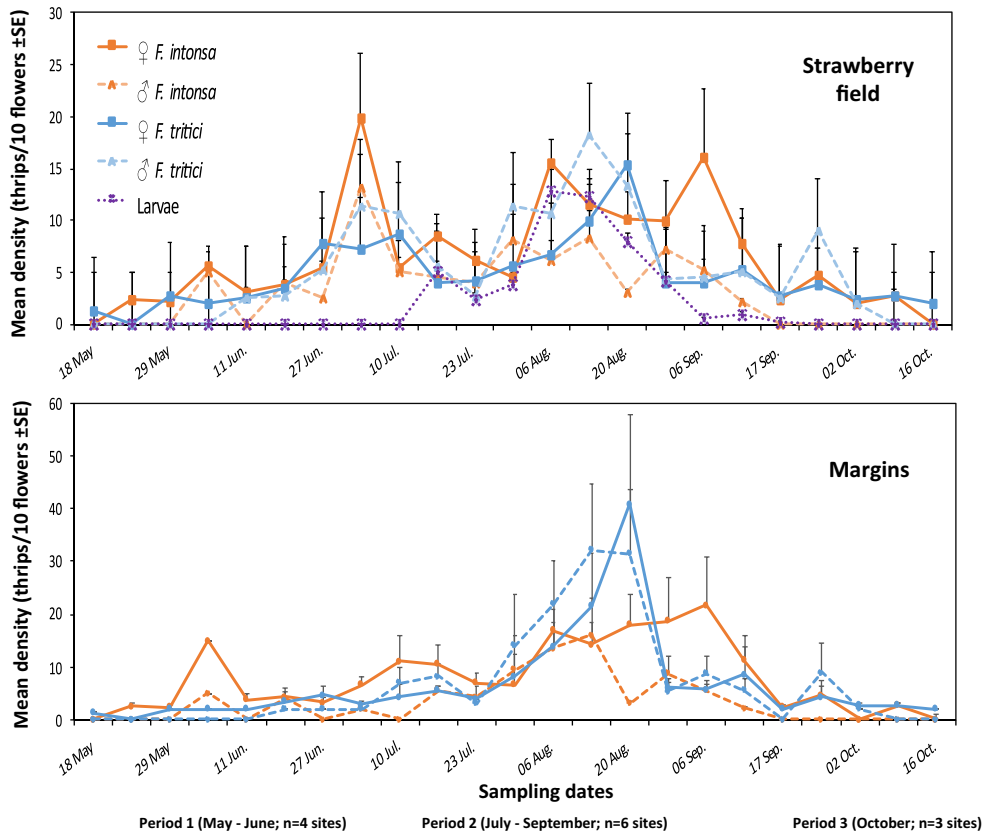 Mean density (thrips/10 flowers ±SE)
30
25
20
15
10
5
0
♀ F. intonsa
♂ F. intonsa
♀ F. tritici
♂ F. tritici
Larvae
Strawberry
field
18 May
29 May
11 Jun.
27 Jun.
10 Jul.
23 Jul.
06 Aug.
20 Aug.
06 Sep.
17 Sep.
02 Oct.
16 Oct.
Mean density (thrips/10 flowers ±SE)
60
50
40
30
20
10
0
Margins
18 May
29 May
11 Jun.
27 Jun.
10 Jul.
23 Jul.
06 Aug.
20 Aug.
06 Sep.
17 Sep.
02 Oct.
16 Oct.
Sampling dates
Period 1 (May - June; n=4 sites)
Period 2 (July - September; n=6 sites)
Period 3 (October; n=3 sites)